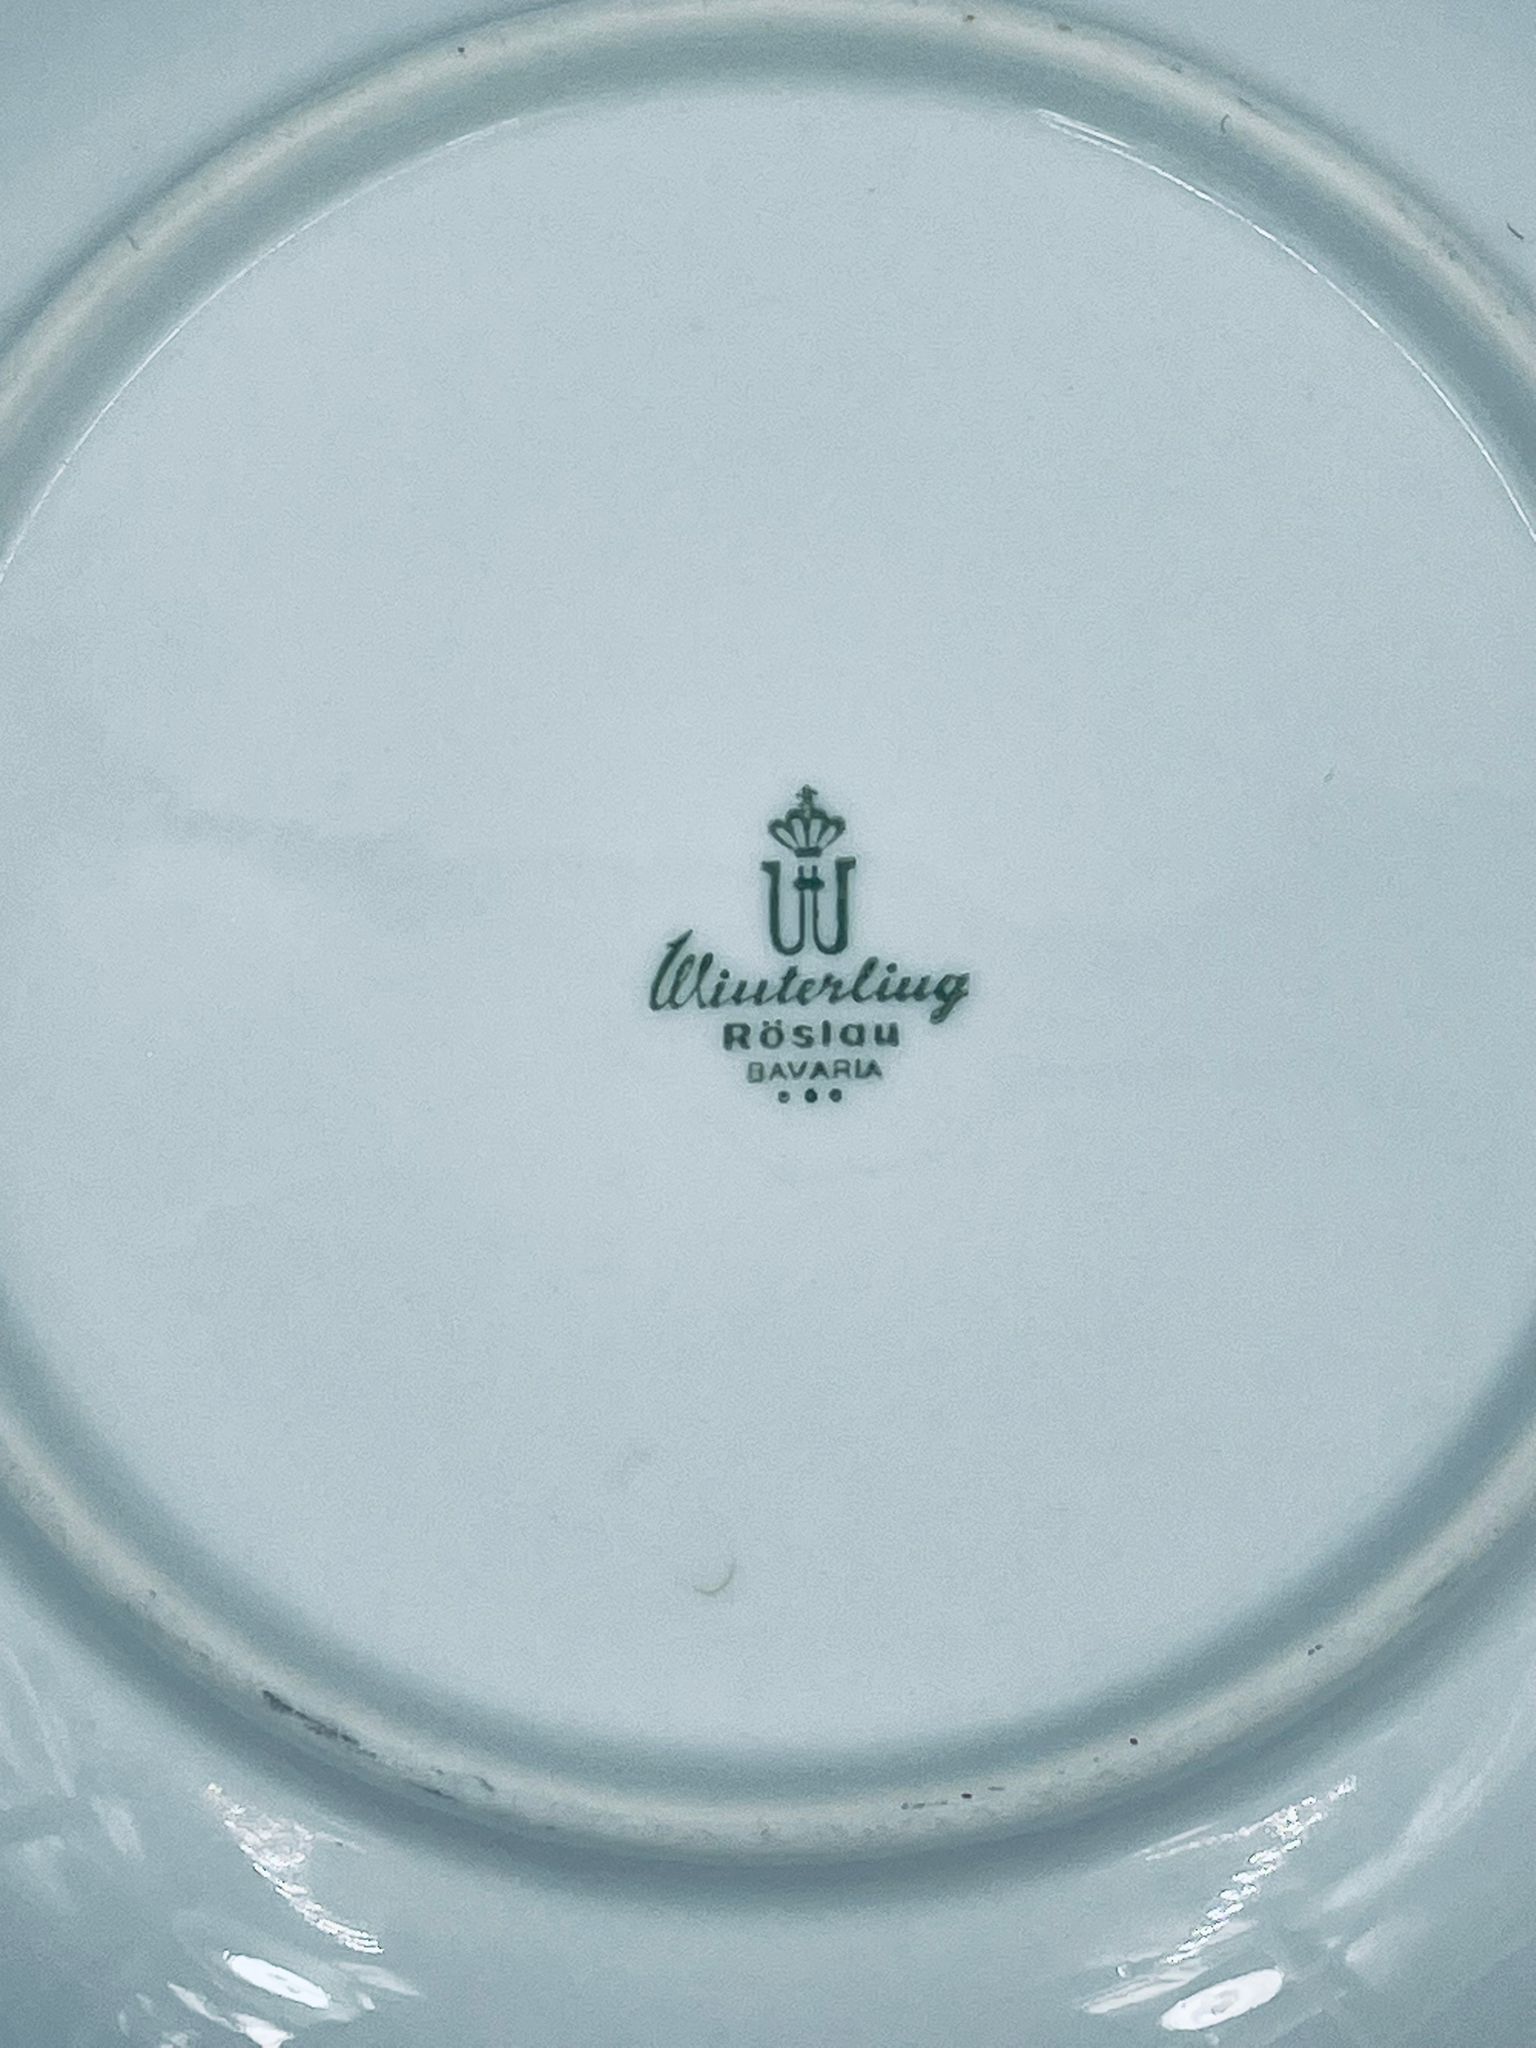 W
Winterling
Röslau
BAVARIA